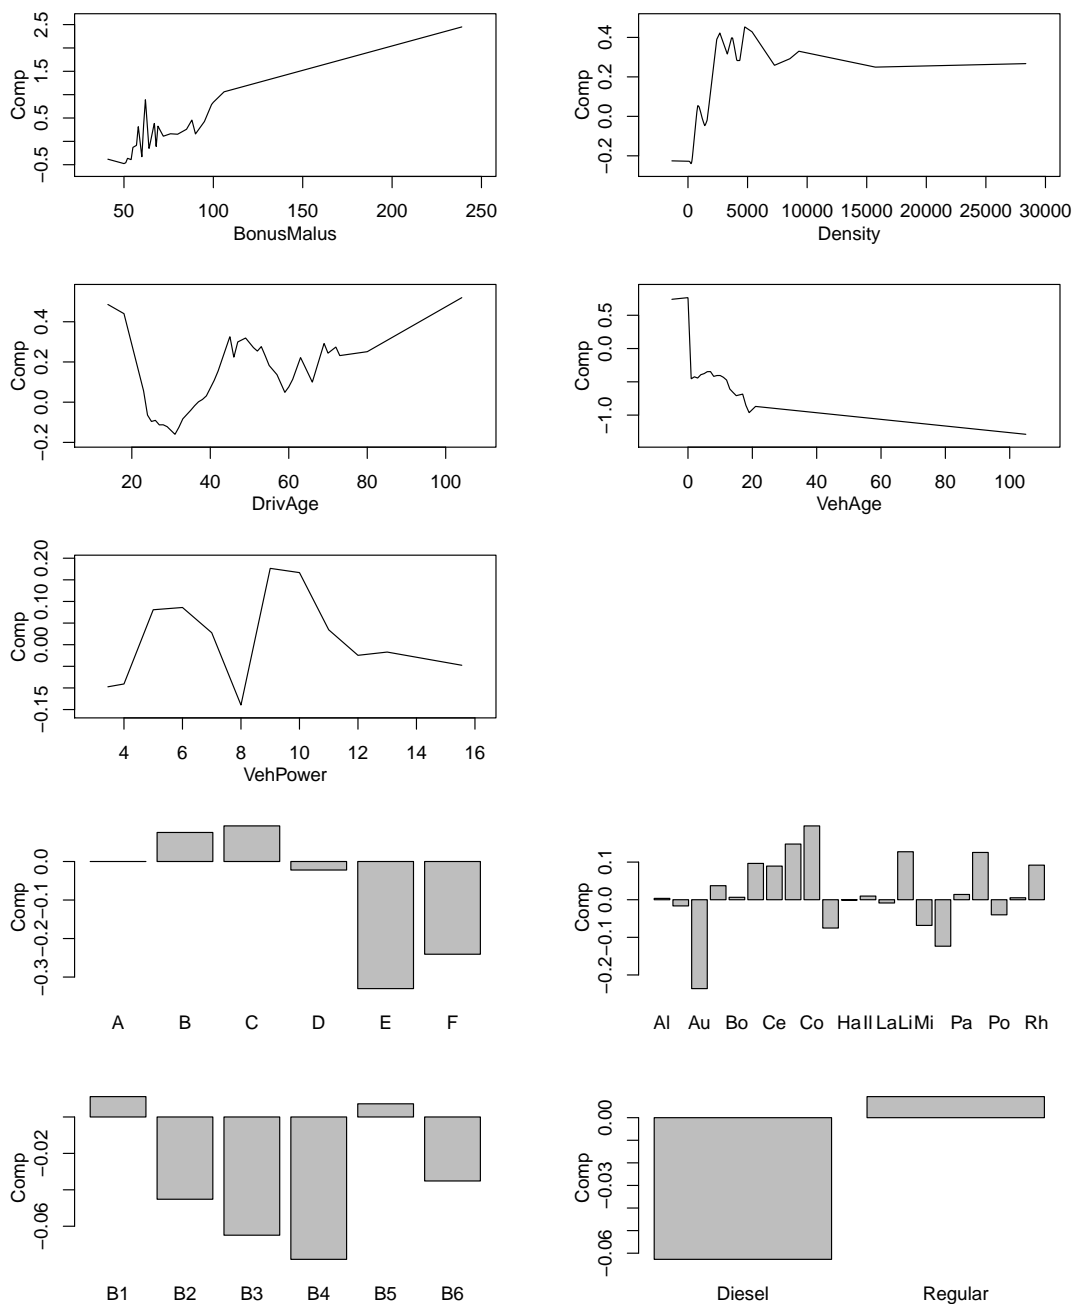 Comp
−0.5 0.5 1.5 2.5
50 100 150 200 250
BonusMalus
Comp
−0.2 0.0 0.2 0.4
0 5000 10000 15000 20000 25000 30000
Density
Comp
−0.2 0.0 0.2 0.4
20 40 60 80 100
DrivAge
Comp
−1.0 0.0 0.5
0 20 40 60 80 100
VehAge
Comp
−0.15 0.00 0.10 0.20
4 6 8 10 12 14 16
VehPower
Comp
−0.3 −0.2 −0.1 0.0
A B C D E F
Comp
−0.2 −0.1 0.0 0.1
Al Au Bo Ce Co Ha Il La Li Mi Pa Po Rh
Comp
−0.06 −0.02
B1 B2 B3 B4 B5 B6
Comp
−0.06 −0.03 0.00
Diesel Regular